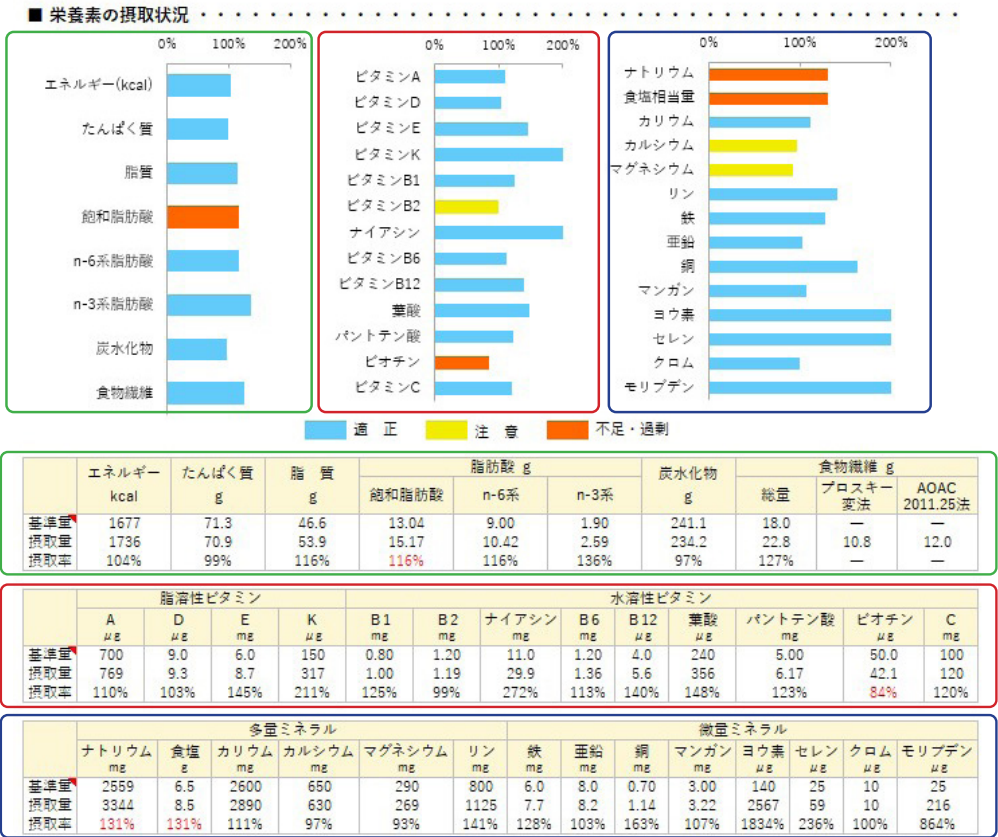 ■ 栄養素の摂取状況 ・・・・・・・・・・・・・・・・・・・・・・・・・・・・・・・・・・・・・・・・
0% 100% 200%
エネルギー(kcal)
たんぱく質
脂質
飽和脂肪酸
n-6系脂肪酸
n-3系脂肪酸
炭水化物
食物繊維
0% 100% 200%
ビタミンA
ビタミンD
ビタミンE
ビタミンK
ビタミンB1
ビタミンB2
ナイアシン
ビタミンB6
ビタミンB12
葉酸
パントテン酸
ビオチン
ビタミンC
0% 100% 200%
ナトリウム
食塩相当量
カリウム
カルシウム
マグネシウム
リン
鉄
亜鉛
銅
マンガン
ヨウ素
セレン
クロム
モリブデン
適 正 注 意 不足・過剰
エネルギー kcal たんぱく質 g 脂 質 g 脂肪酸 g 炭水化物 g 食物繊維 g
飽和脂肪酸 n-6系 n-3系 総量 プロスキー変法 AOAC 2011.25法
基準量 1677 71.3 46.6 13.04 9.00 1.90 241.1 18.0 — —
摂取量 1736 70.9 53.9 15.17 10.42 2.59 234.2 22.8 10.8 12.0
摂取率 104% 99% 116% 116% 116% 136% 97% 127% — —
脂溶性ビタミン 水溶性ビタミン
A D E K B1 B2 ナイアシン B6 B12 葉酸 パントテン酸 ビオチン C
μg μg mg μg mg mg mg mg μg μg mg μg mg
基準量 700 9.0 6.0 150 0.80 1.20 11.0 1.20 4.0 240 5.00 50.0 100
摂取量 769 9.3 8.7 317 1.00 1.19 29.9 1.36 5.6 356 6.17 42.1 120
摂取率 110% 103% 145% 211% 125% 99% 272% 113% 140% 148% 123% 84% 120%
多量ミネラル 微量ミネラル
ナトリウム 食塩 カリウム カルシウム マグネシウム リン 鉄 亜鉛 銅 マンガン ヨウ素 セレン クロム モリブデン
mg g mg mg mg mg mg mg mg mg μg μg μg μg
基準量 2559 6.5 2600 650 290 800 6.0 8.0 0.70 3.00 140 25 10 25
摂取量 3344 8.5 2890 630 269 1125 7.7 8.2 1.14 3.22 2567 59 10 216
摂取率 131% 131% 111% 97% 93% 141% 128% 103% 163% 107% 1834% 236% 100% 864%